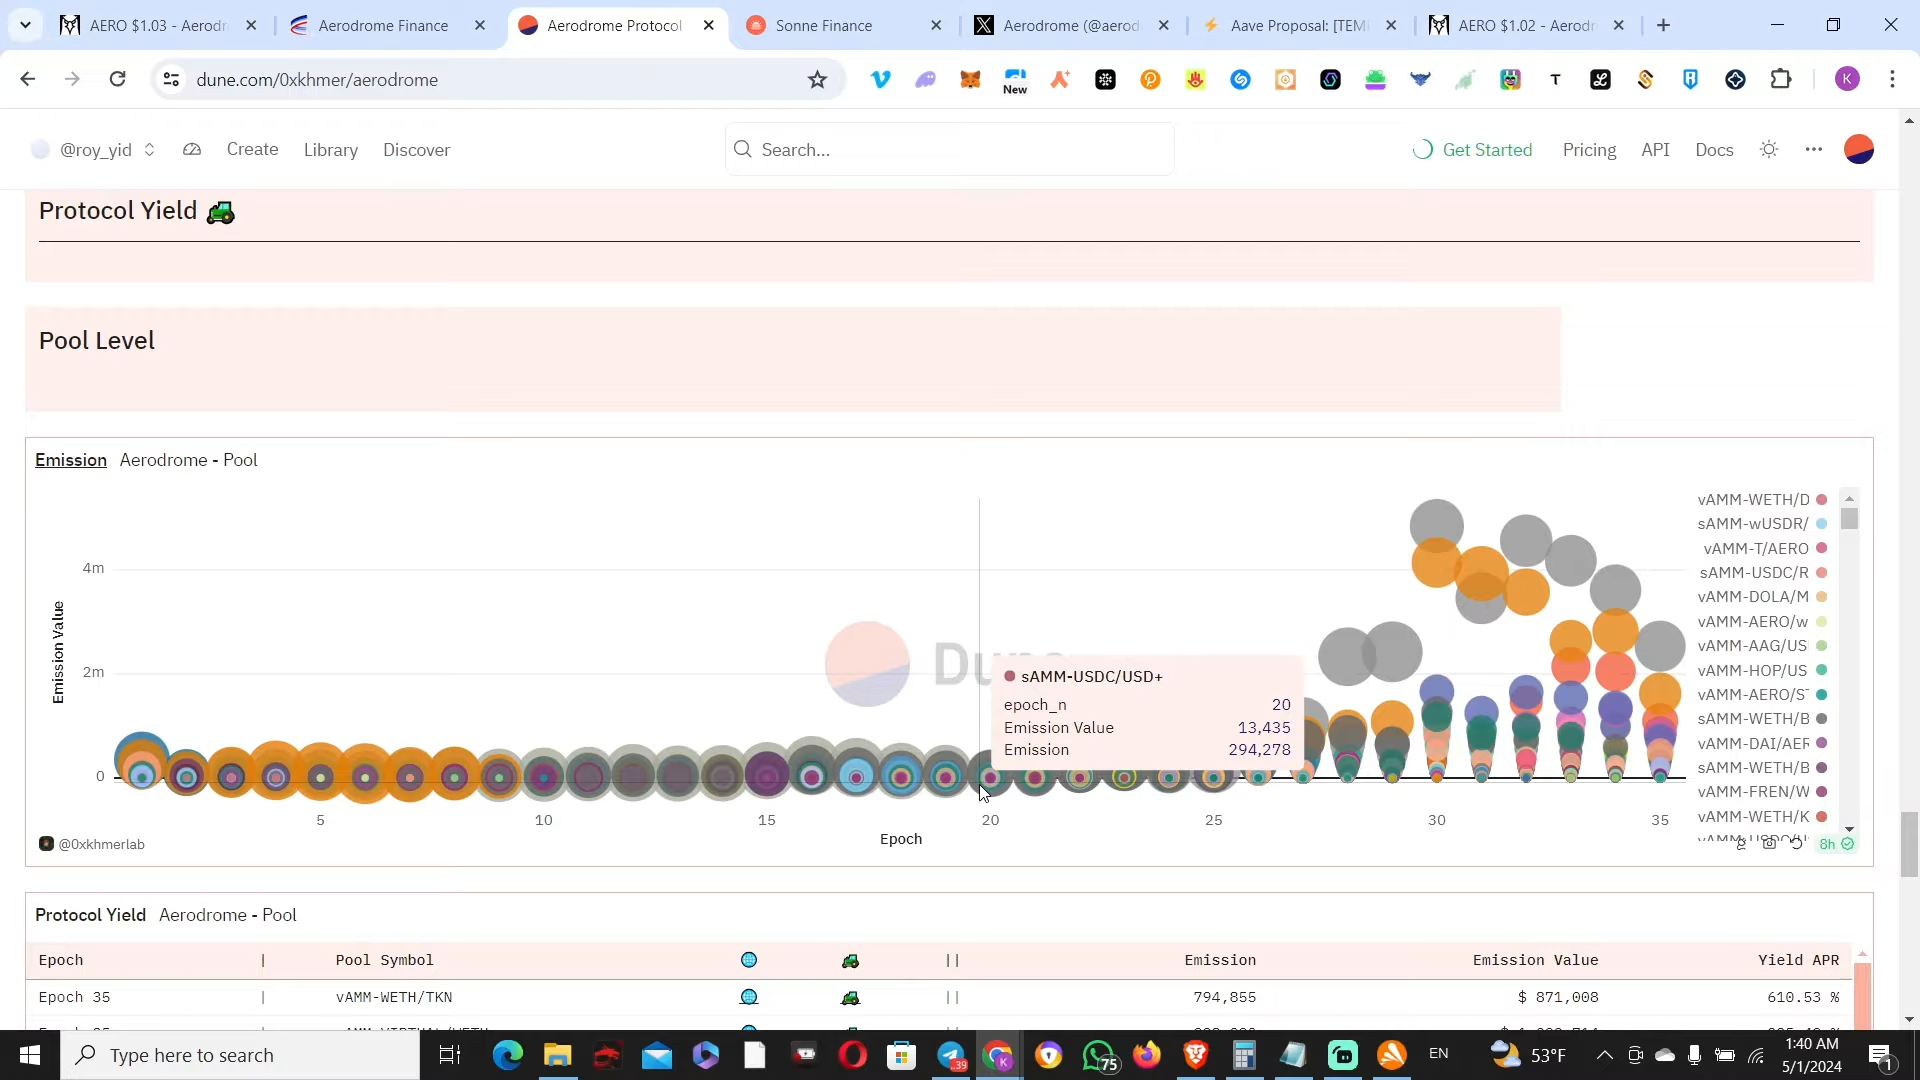 AERO $1.03 - Aerodr
Aerodrome Finance
Aerodrome Protocol
Sonne Finance
Aerodrome (@aerod
Aave Proposal: [TEM
AERO $1.02 - Aerodr
dune.com/0xkhmer/aerodrome
New
K
@roy_yid
Create
Library
Discover
Search...
Get Started
Pricing
API
Docs
Protocol Yield
Pool Level
Emission Aerodrome - Pool
Emission Value
4m
2m
0
5
10
15
20
25
30
35
Epoch
sAMM-USDC/USD+
epoch_n 20
Emission Value 13,435
Emission 294,278
vAMM-WETH/D
sAMM-wUSDR/
vAMM-T/AERO
sAMM-USDC/R
vAMM-DOLA/M
vAMM-AERO/w
vAMM-AAG/US
vAMM-HOP/US
vAMM-AERO/S
sAMM-WETH/B
vAMM-DAI/AER
sAMM-WETH/B
vAMM-FREN/W
vAMM-WETH/K
@0xkhmerlab
8h
Protocol Yield Aerodrome - Pool
Epoch | Pool Symbol || Emission Emission Value Yield APR
Epoch 35 | vAMM-WETH/TKN || 794,855 $ 871,008 610.53 %
Type here to search
39
K
75
EN
53°F
1:40 AM
5/1/2024
1